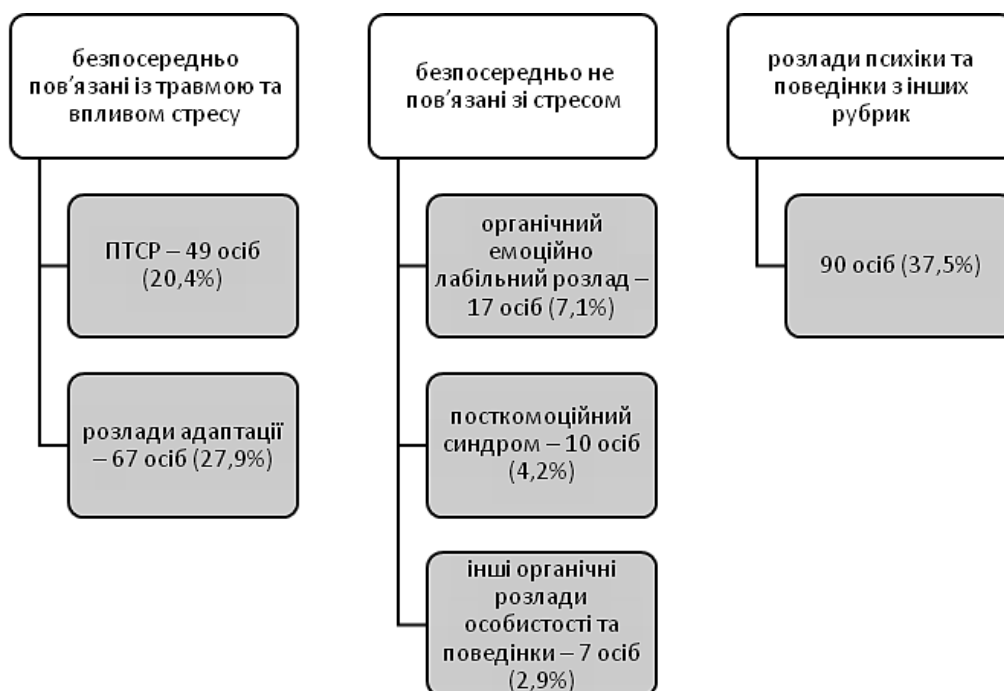 безпосередньо
пов’язані із травмою та
впливом стресу
ПТСР – 49 осіб
(20,4%)
розлади адаптації
– 67 осіб (27,9%)
безпосередньо не
пов’язані зі стресом
органічний
емоційно
лабільний розлад –
17 осіб (7,1%)
посткомоційний
синдром – 10 осіб
(4,2%)
інші органічні
розлади
особистості та
поведінки – 7 осіб
(2,9%)
розлади психіки та
поведінки з інших
рубрик
90 осіб (37,5%)